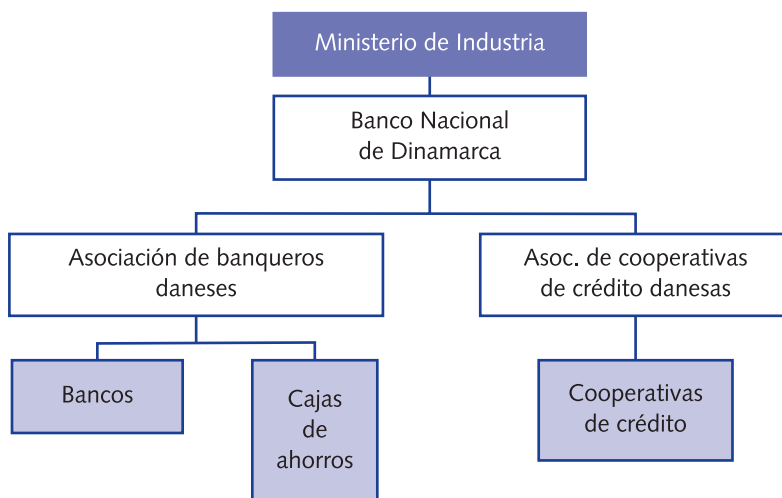 Ministerio de Industria
Banco Nacional
de Dinamarca
Asociación de banqueros
daneses
Asoc. de cooperativas
de crédito danesas
Bancos
Cajas
de
ahorros
Cooperativas
de crédito